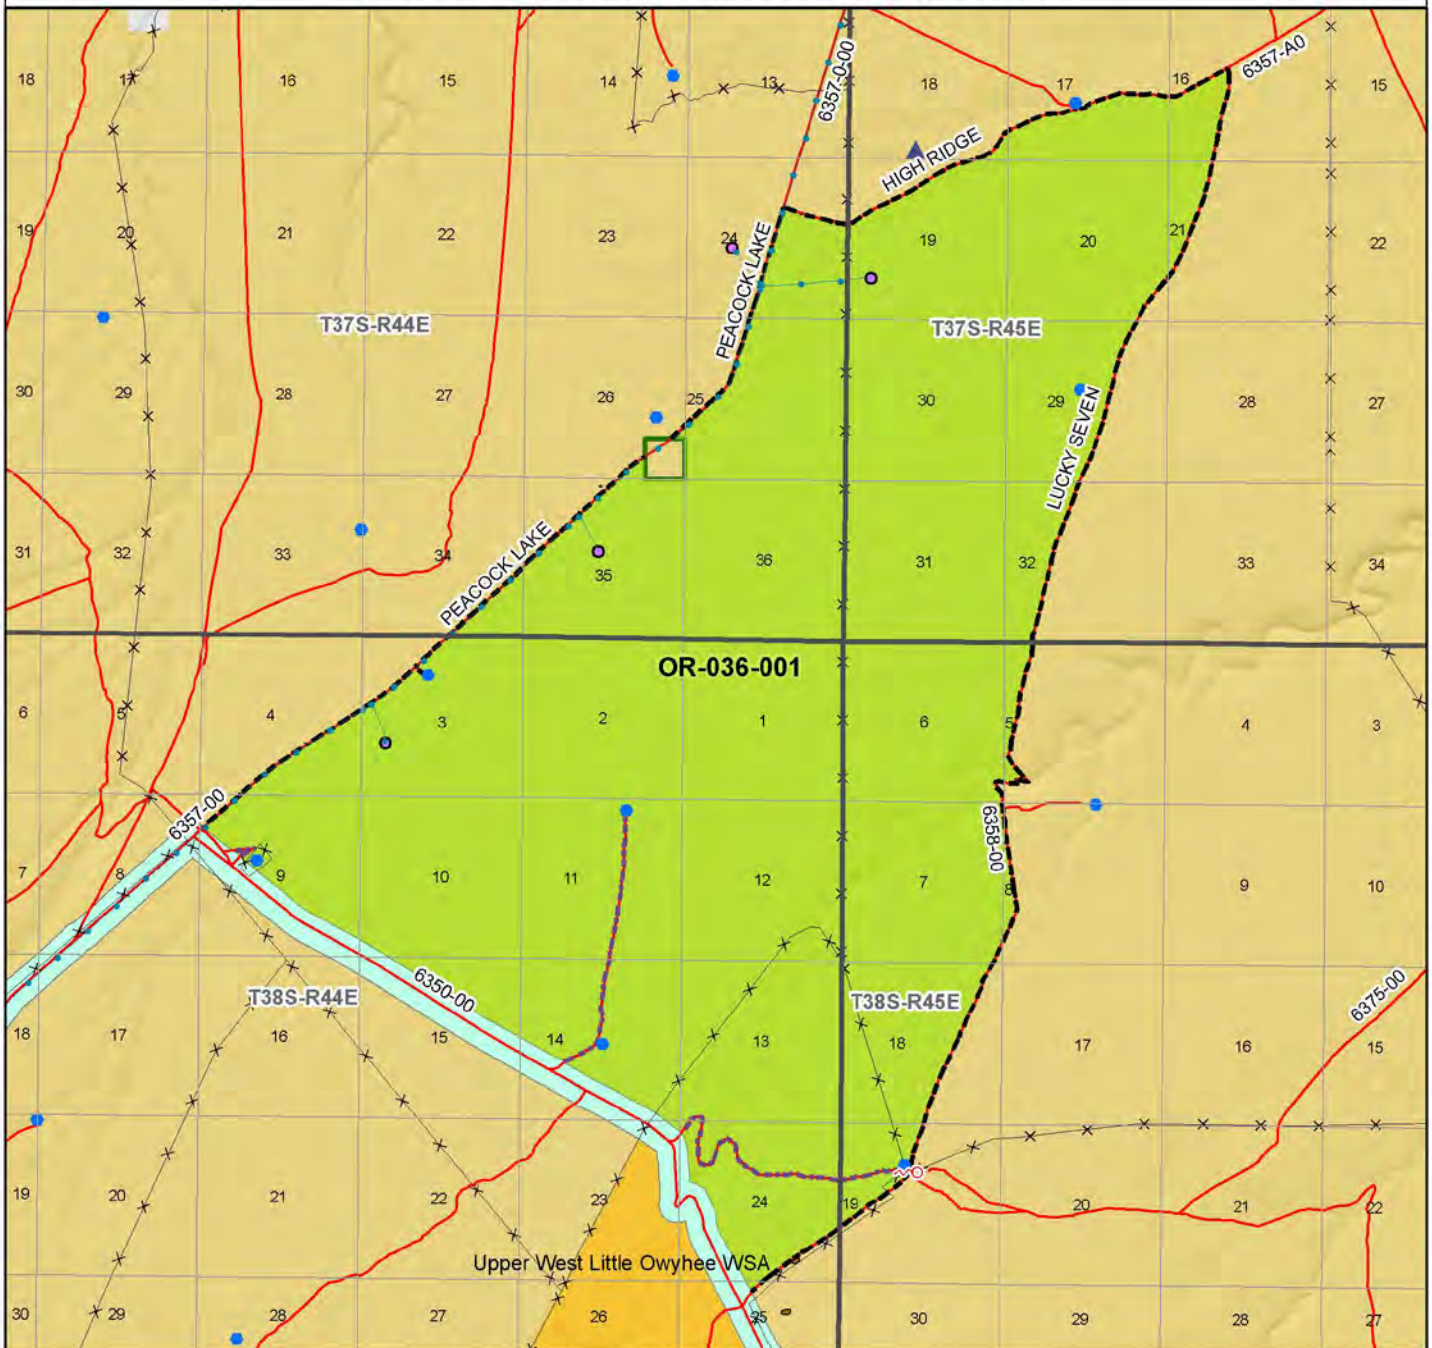 6357-0-00
6357-A0
18 17 16 15 14 13 18 17 16 15
HIGH RIDGE
19 20 21 22 23 24 19 20 21 22
PEACOCK LAKE
T37S-R44E
T37S-R45E
30 29 28 27 26 25 30 29 28 27
LUCKY SEVEN
31 32 33 34 35 36 31 32 33 34
PEACOCK LAKE
OR-036-001
6 5 4 3 2 1 6 5 4 3
6357-00
6358-00
7 8 9 10 11 12 7 8 9 10
6350-00
T38S-R44E
T38S-R45E
6375-00
18 17 16 15 14 13 18 17 16 15
19 20 21 22 23 24 19 20 21 22
Upper West Little Owyhee WSA
30 29 28 27 26 25 30 29 28 27